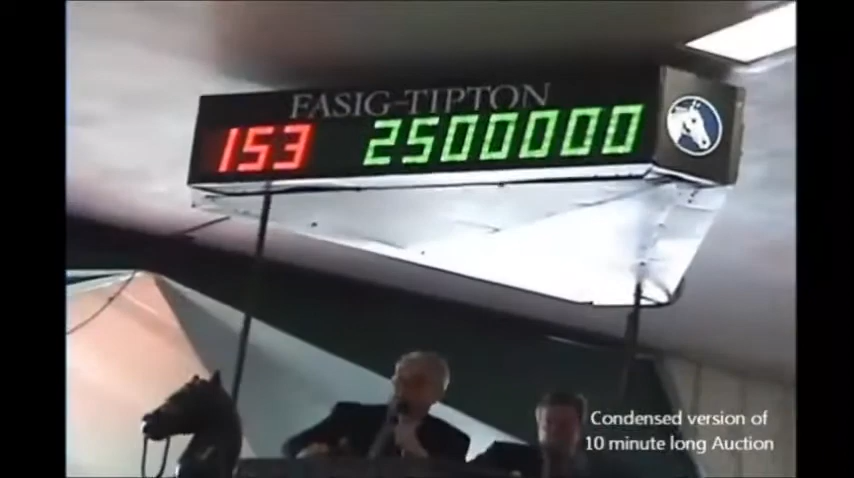 FASIG-TIPTON
153 2500000
Condensed version of
10 minute long Auction